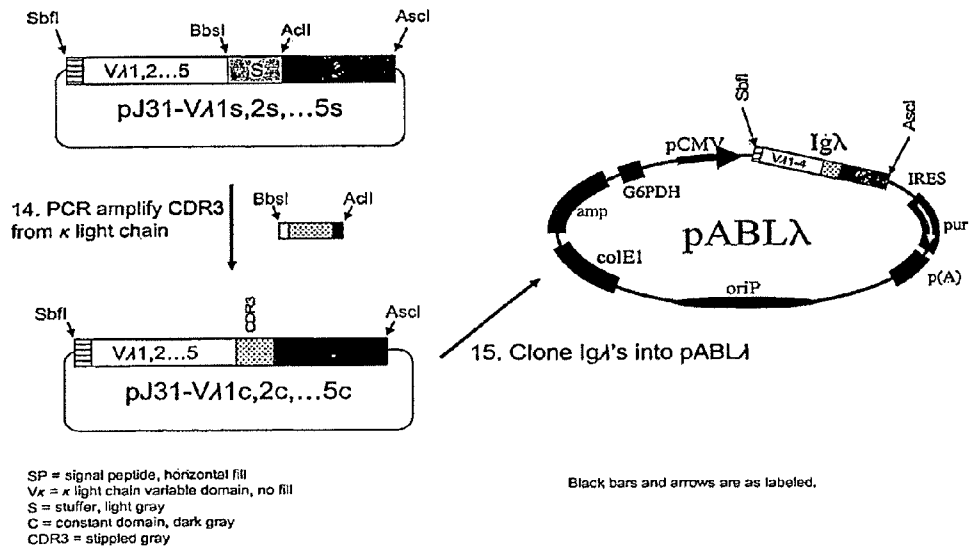 SbfI
BbsI
AclI
AscI
Vλ1,2...5
S
pJ31-Vλ1s,2s,...5s
14. PCR amplify CDR3
from κ light chain
BbsI
AclI
SbfI
CDR3
AscI
Vλ1,2...5
pJ31-Vλ1c,2c,...5c
15. Clone Igλ's into pABLλ
SbfI
AscI
pCMV
Igλ
Vλ1-4
G6PDH
IRES
amp
pur
pABLλ
colE1
p(A)
oriP
SP = signal peptide, horizontal fill
Vκ = κ light chain variable domain, no fill
S = stuffer, light gray
C = constant domain, dark gray
CDR3 = stippled gray
Black bars and arrows are as labeled.